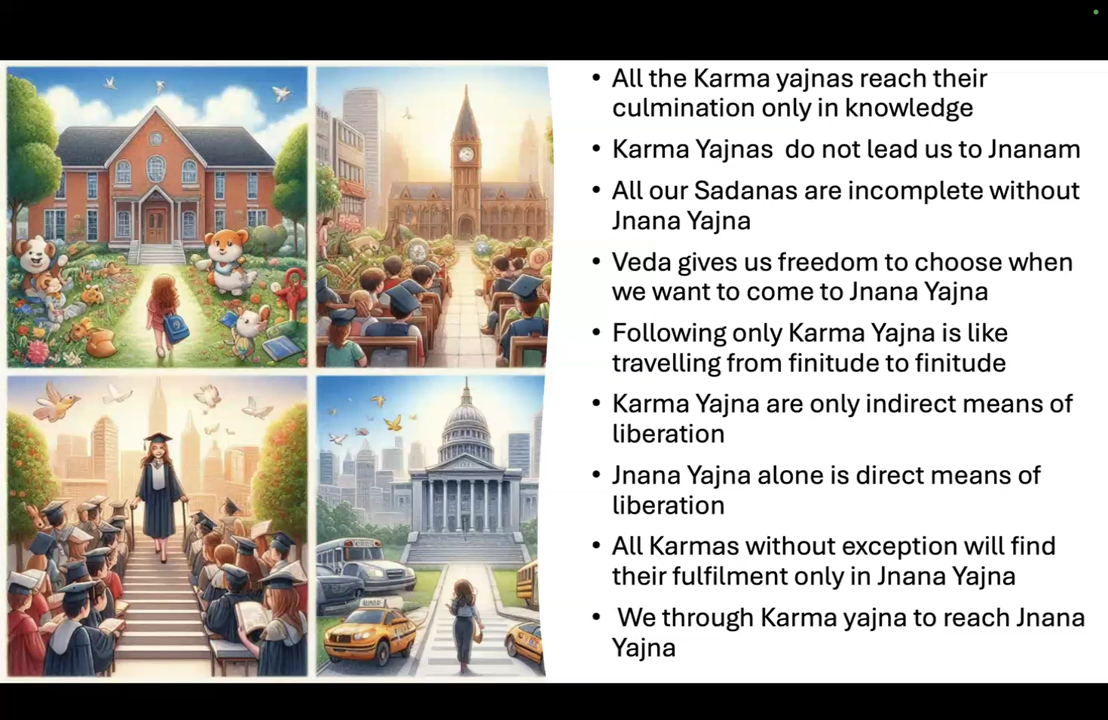 • All the Karma yajnas reach their
culmination only in knowledge
• Karma Yajnas do not lead us to Jnanam
• All our Sadanas are incomplete without
Jnana Yajna
• Veda gives us freedom to choose when
we want to come to Jnana Yajna
• Following only Karma Yajna is like
travelling from finitude to finitude
• Karma Yajna are only indirect means of
liberation
• Jnana Yajna alone is direct means of
liberation
• All Karmas without exception will find
their fulfilment only in Jnana Yajna
• We through Karma yajna to reach Jnana
Yajna